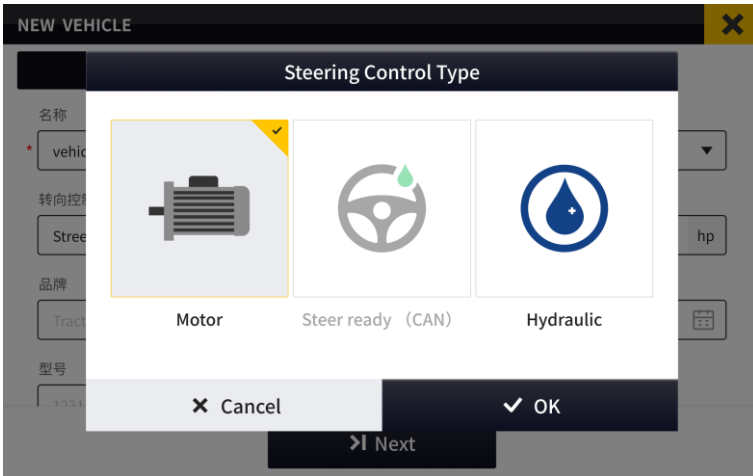 NEW VEHICLE
Steering Control Type
名称
* vehic
转向控
Stree
hp
品牌
Tract
型号
1231
Motor
Steer ready （CAN）
Hydraulic
Cancel
OK
Next